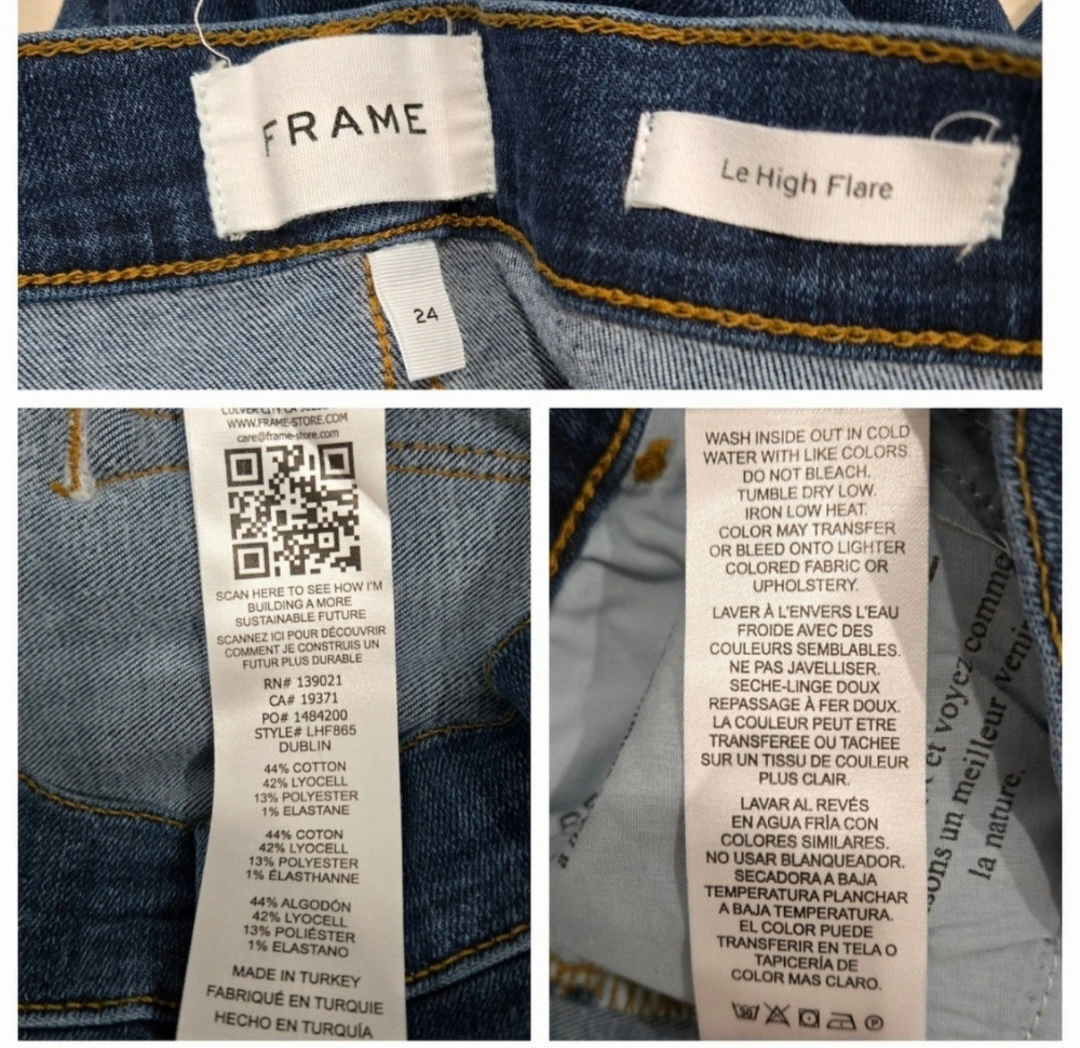 FRAME
Le High Flare
24
CULVER CITY CA
WWW.FRAME-STORE.COM
care@frame-store.com
SCAN HERE TO SEE HOW I'M
BUILDING A MORE
SUSTAINABLE FUTURE
SCANNEZ ICI POUR DÉCOUVRIR
COMMENT JE CONSTRUIS UN
FUTUR PLUS DURABLE
RN# 139021
CA# 19371
PO# 1484200
STYLE# LHF865
DUBLIN
44% COTTON
42% LYOCELL
13% POLYESTER
1% ELASTANE
44% COTON
42% LYOCELL
13% POLYESTER
1% ÉLASTHANNE
44% ALGODÓN
42% LYOCELL
13% POLIÉSTER
1% ELASTANO
MADE IN TURKEY
FABRIQUÉ EN TURQUIE
HECHO EN TURQUÍA
WASH INSIDE OUT IN COLD
WATER WITH LIKE COLORS.
DO NOT BLEACH.
TUMBLE DRY LOW.
IRON LOW HEAT.
COLOR MAY TRANSFER
OR BLEED ONTO LIGHTER
COLORED FABRIC OR
UPHOLSTERY.
LAVER À L'ENVERS L'EAU
FROIDE AVEC DES
COULEURS SEMBLABLES.
NE PAS JAVELLISER.
SECHE-LINGE DOUX
REPASSAGE À FER DOUX.
LA COULEUR PEUT ETRE
TRANSFEREE OU TACHEE
SUR UN TISSU DE COULEUR
PLUS CLAIR.
LAVAR AL REVÉS
EN AGUA FRÍA CON
COLORES SIMILARES.
NO USAR BLANQUEADOR.
SECADORA A BAJA
TEMPERATURA PLANCHAR
A BAJA TEMPERATURA.
EL COLOR PUEDE
TRANSFERIR EN TELA O
TAPICERÍA DE
COLOR MAS CLARO.
30
P
et voyez comme
sons un meilleur
la nature.